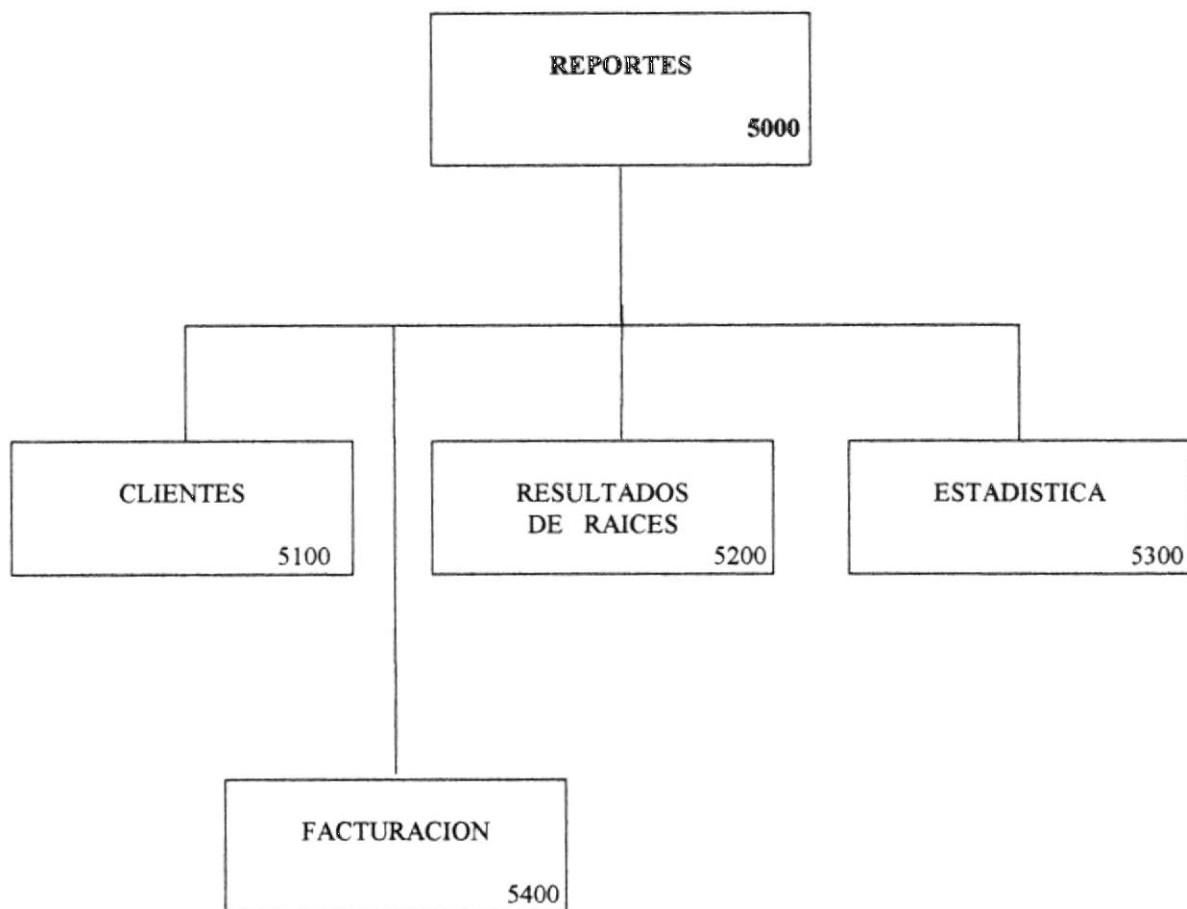 REPORTES
5000
CLIENTES
5100
RESULTADOS
DE RAICES
5200
ESTADISTICA
5300
FACTURACION
5400